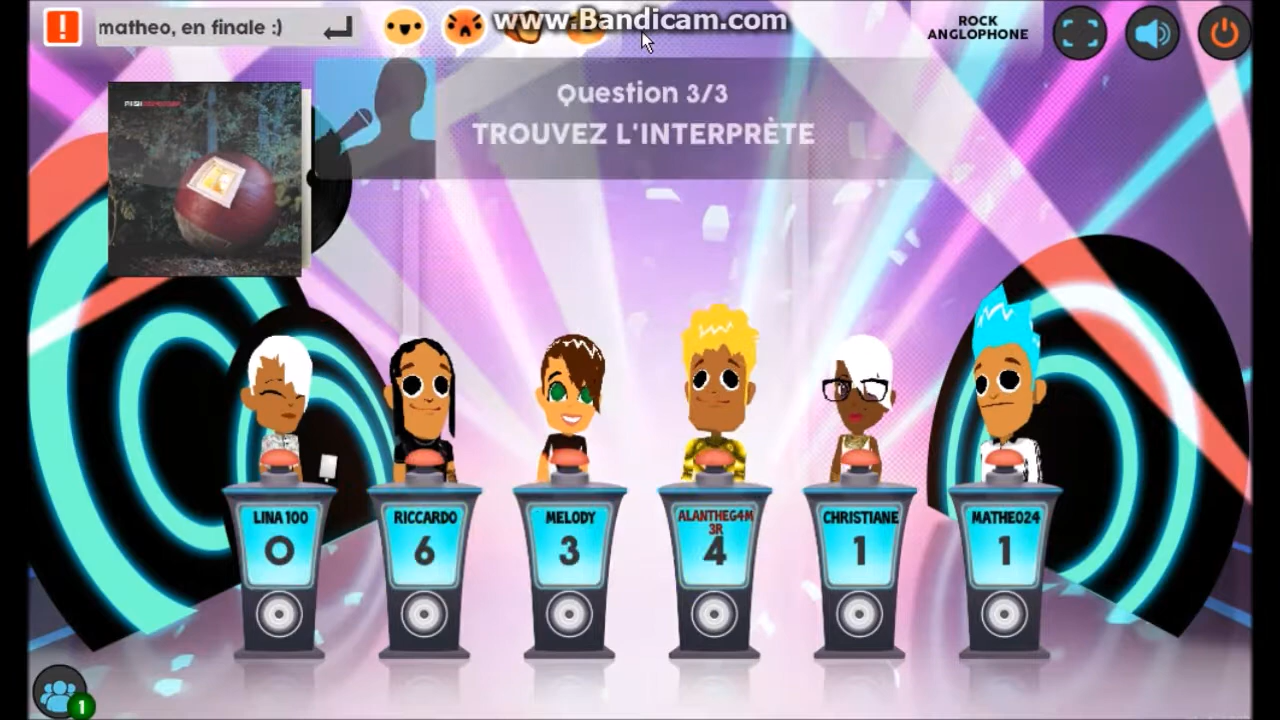 matheo, en finale :)
www.Bandicam.com
ROCK
ANGLOPHONE
Question 3/3
TROUVEZ L'INTERPRÈTE
LINA100
0
RICCARDO
6
MELODY
3
ALANTHEG4M
3R
4
CHRISTIANE
1
MATHEO24
1
1